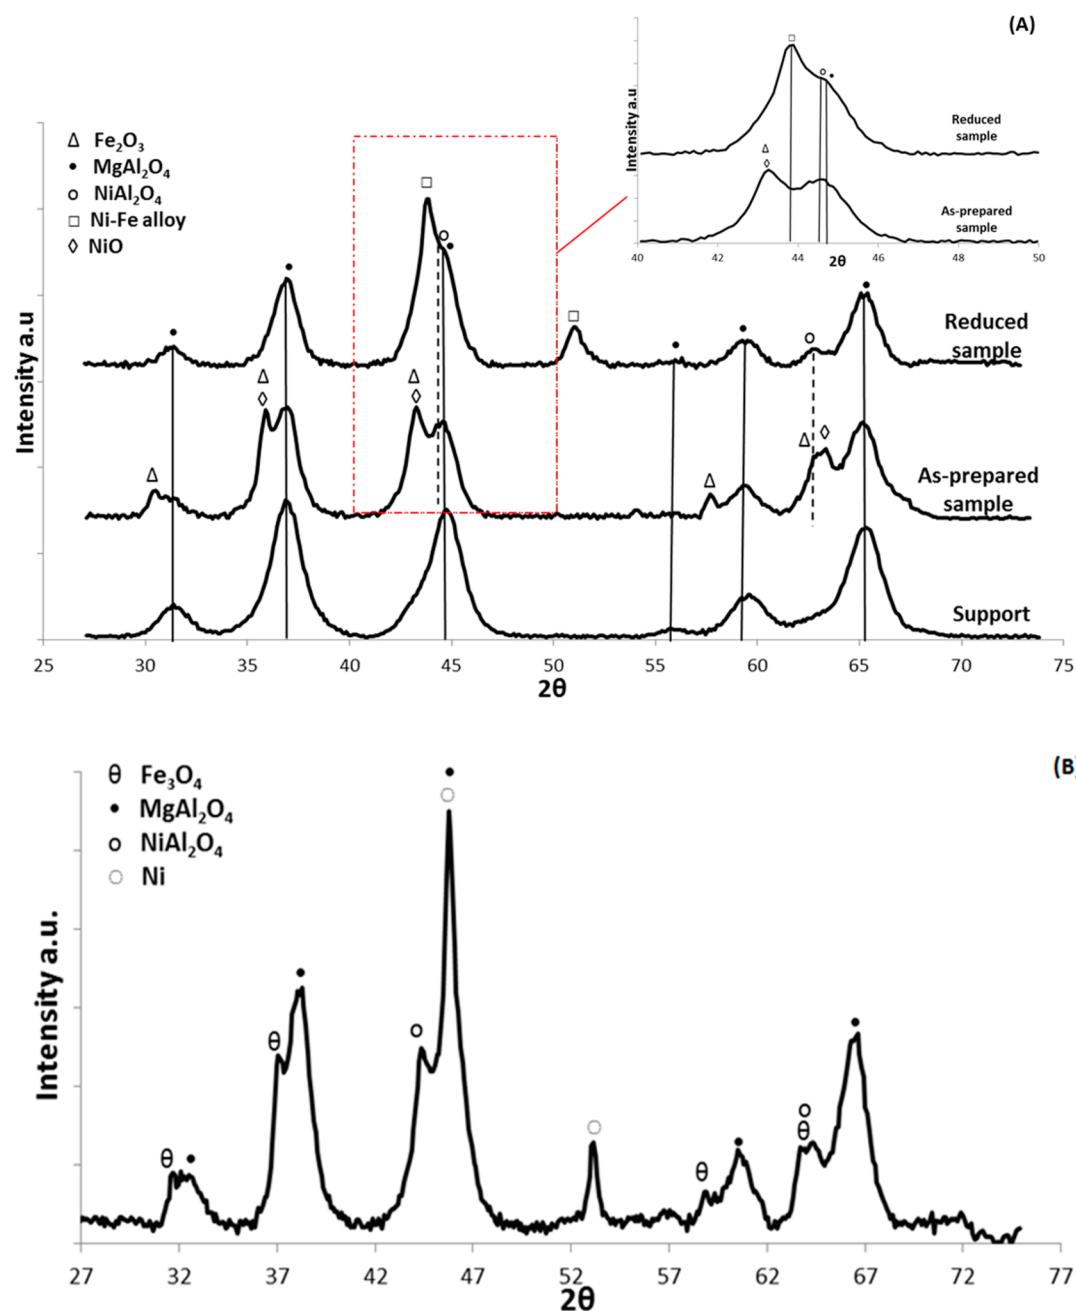 (A)
Intensity a.u
Reduced
sample
As-prepared
sample
40 42 44 46 48 50
2θ
Δ Fe₂O₃
• MgAl₂O₄
o NiAl₂O₄
□ Ni-Fe alloy
◊ NiO
Intensity a.u
Reduced
sample
As-prepared
sample
Support
25 30 35 40 45 50 55 60 65 70 75
2θ
(B)
θ Fe₃O₄
• MgAl₂O₄
o NiAl₂O₄
○ Ni
Intensity a.u.
27 32 37 42 47 52 57 62 67 72 77
2θ